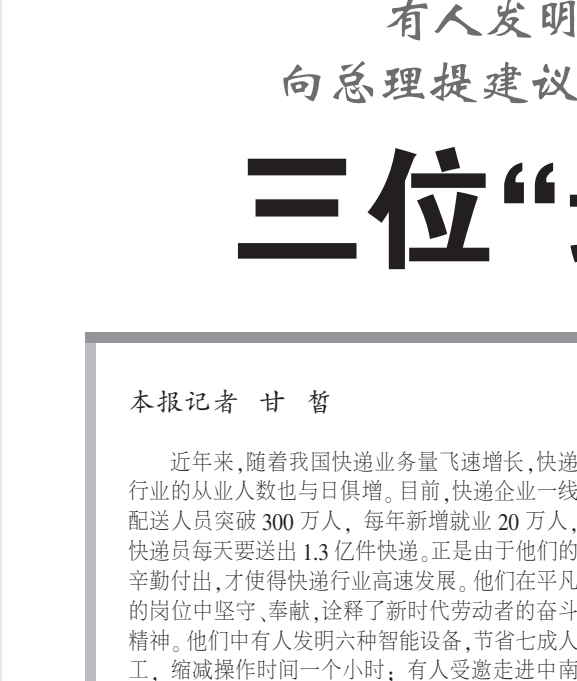 有人发明
向总理提建议
三位“
本报记者 甘 皙
近年来,随着我国快递业务量飞速增长,快递
行业的从业人数也与日俱增。目前,快递企业一线
配送人员突破 300 万人, 每年新增就业 20 万人,
快递员每天要送出 1.3 亿件快递。正是由于他们的
辛勤付出,才使得快递行业高速发展。他们在平凡
的岗位中坚守、奉献,诠释了新时代劳动者的奋斗
精神。他们中有人发明六种智能设备,节省七成人
工, 缩减操作时间一个小时; 有人受邀走进中南